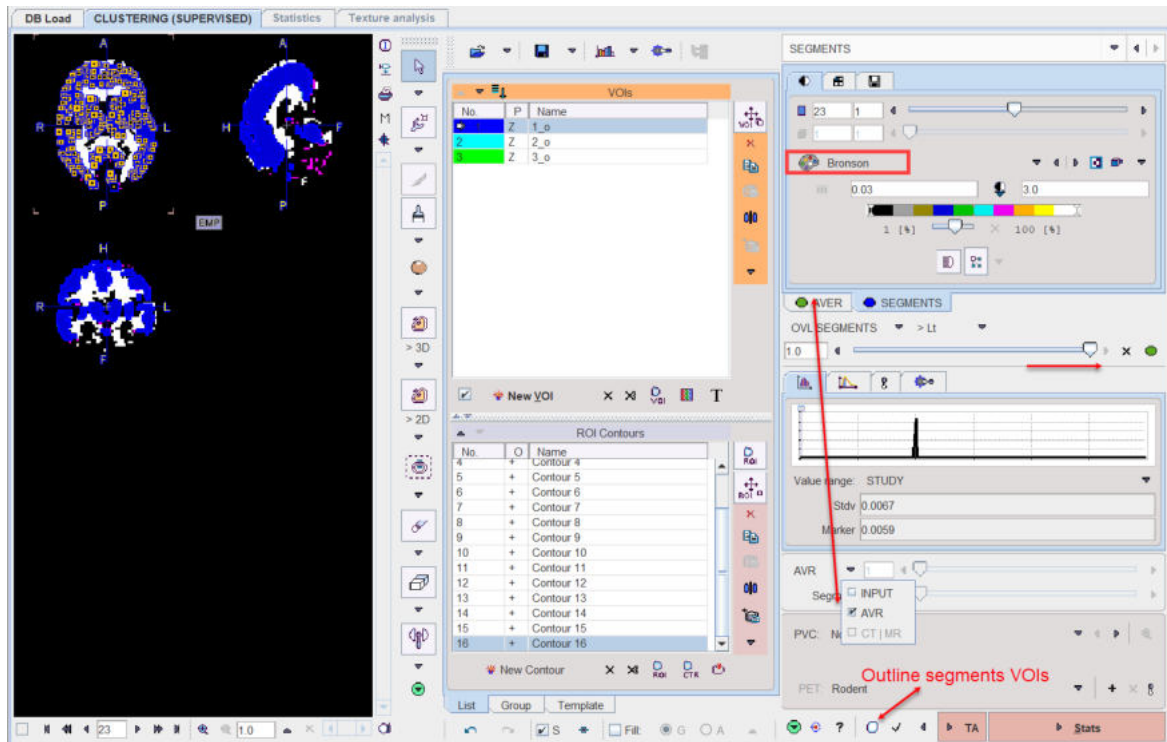 DB Load CLUSTERING (SUPERVISED) Statistics Texture analysis
A A
R L H F
P P
F
EMP
H
R L
F
M
> 3D
> 2D
VOIs
No. P Name
1 Z 1_o
2 Z 2_o
3 Z 3_o
New VOI
T
ROI Contours
No. O Name
4 + Contour 4
5 + Contour 5
6 + Contour 6
7 + Contour 7
8 + Contour 8
9 + Contour 9
10 + Contour 10
11 + Contour 11
12 + Contour 12
13 + Contour 13
14 + Contour 14
15 + Contour 15
16 + Contour 16
New Contour
List Group Template
SEGMENTS
23 1
1 1
Bronson
0.03 3.0
1 [%] 100 [%]
AVER SEGMENTS
OVL SEGMENTS > Lt
1.0
Value range: STUDY
Stdv 0.0067
Marker 0.0059
AVR 1
INPUT
AVR
CT | MR
PVC:
Outline segments VOIs
PET: Rodent
23 1.0
S Fill: G O A
? TA Stats